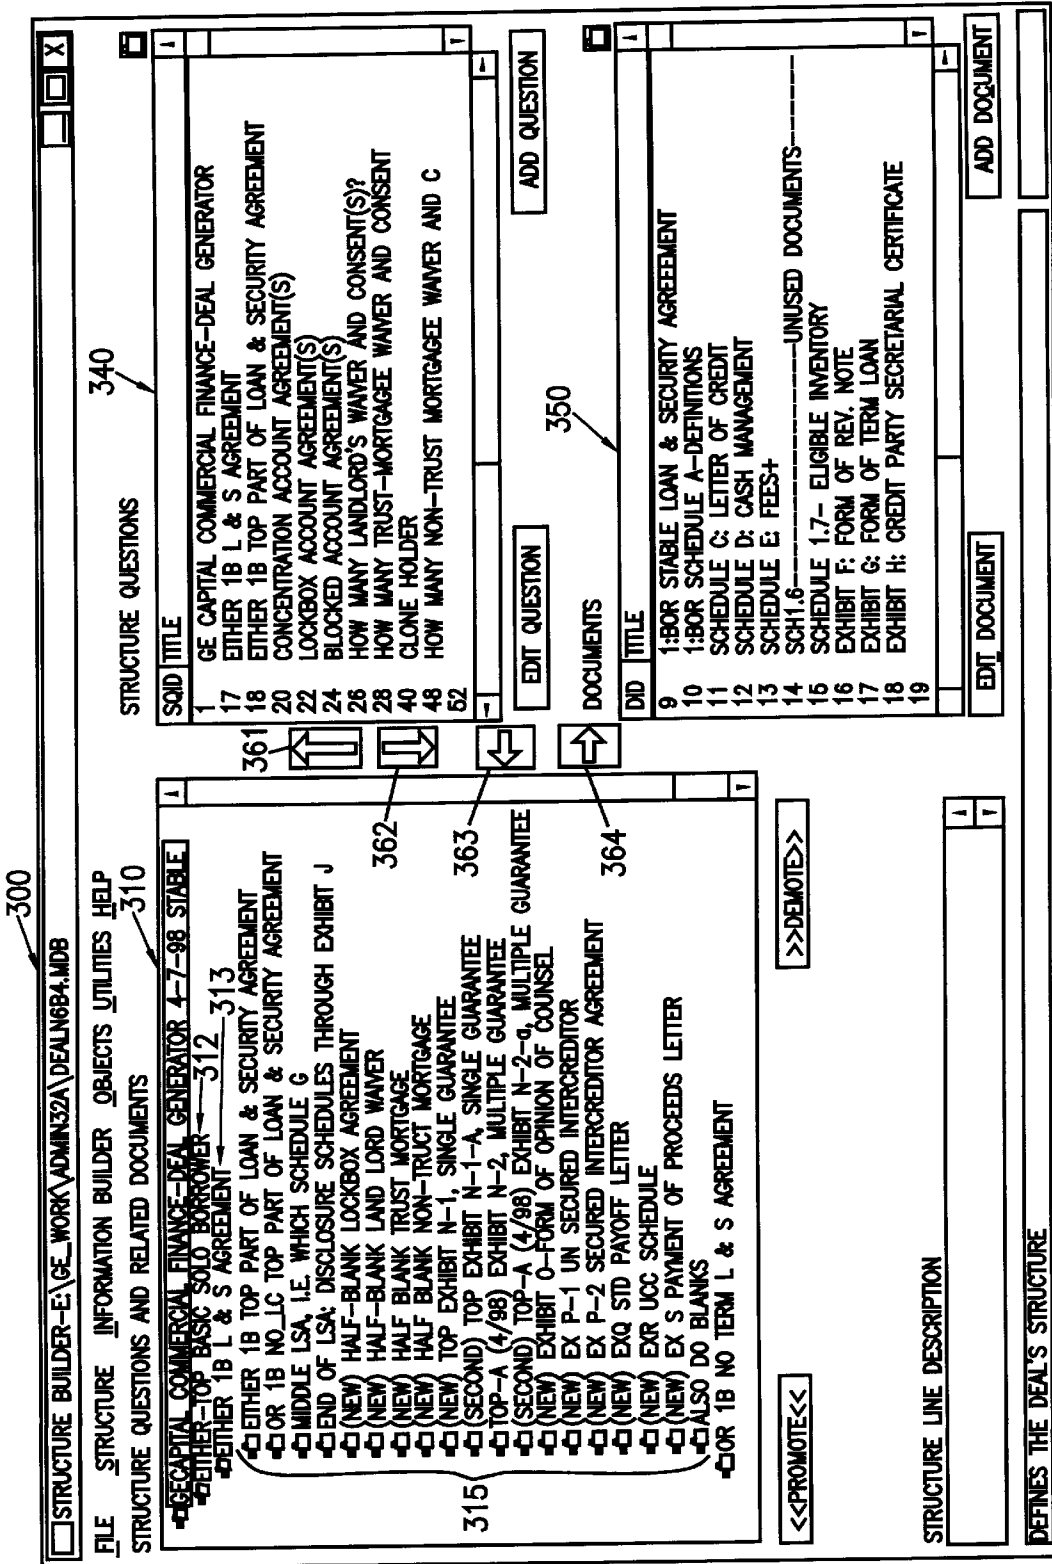 300
STRUCTURE BUILDER-E:\GE_WORK\ADMIN32A\DEALN6B4.MDB
X
FILE STRUCTURE INFORMATION BUILDER OBJECTS UTILITIES HELP
STRUCTURE QUESTIONS AND RELATED DOCUMENTS
310
GECAPITAL COMMERCIAL FINANCE-DEAL GENERATOR 4-7-98 STABLE
EITHER-TOP BASIC SOLO BORROWER
312
EITHER 1B L & S AGREEMENT
313
EITHER 1B TOP PART OF LOAN & SECURITY AGREEMENT
OR 1B NO_LC TOP PART OF LOAN & SECURITY AGREEMENT
MIDDLE LSA, I.E. WHICH SCHEDULE G
END OF LSA: DISCLOSURE SCHEDULES THROUGH EXHIBIT J
(NEW) HALF-BLANK LOCKBOX AGREEMENT
(NEW) HALF-BLANK LAND LORD WAIVER
(NEW) HALF BLANK TRUST MORTGAGE
(NEW) HALF BLANK NON-TRUCT MORTGAGE
(NEW) TOP EXHIBIT N-1, SINGLE GUARANTEE
(SECOND) TOP EXHIBIT N-1-A, SINGLE GUARANTEE
TOP-A (4/98) EXHIBIT N-2, MULTIPLE GUARANTEE
(SECOND) TOP-A (4/98) EXHIBIT N-2-a, MULTIPLE GUARANTEE
(NEW) EXHIBIT O-FORM OF OPINION OF COUNSEL
(NEW) EX P-1 UN SECURED INTERCREDITOR
(NEW) EX P-2 SECURED INTERCREDITOR AGREEMENT
(NEW) EXQ STD PAYOFF LETTER
(NEW) EXR UCC SCHEDULE
(NEW) EX S PAYMENT OF PROCEEDS LETTER
ALSO DO BLANKS
OR 1B NO TERM L & S AGREEMENT
315
<<PROMOTE<<
>>DEMOTE>>
STRUCTURE LINE DESCRIPTION
DEFINES THE DEAL'S STRUCTURE
361
362
363
364
STRUCTURE QUESTIONS
340
SQID TITLE
1 GE CAPITAL COMMERCIAL FINANCE-DEAL GENERATOR
17 EITHER 1B L & S AGREEMENT
18 EITHER 1B TOP PART OF LOAN & SECURITY AGREEMENT
20 CONCENTRATION ACCOUNT AGREEMENT(S)
22 LOCKBOX ACCOUNT AGREEMENT(S)
24 BLOCKED ACCOUNT AGREEMENT(S)
26 HOW MANY LANDLORD'S WAIVER AND CONSENT(S)?
28 HOW MANY TRUST-MORTGAGEE WAIVER AND CONSENT
40 CLONE HOLDER
48 HOW MANY NON-TRUST MORTGAGEE WAIVER AND C
52
EDIT QUESTION
ADD QUESTION
DOCUMENTS
350
DID TITLE
9 1:BOR STABLE LOAN & SECURITY AGREEEMENT
10 1:BOR SCHEDULE A-DEFINITIONS
11 SCHEDULE C: LETTER OF CREDIT
12 SCHEDULE D: CASH MANAGEMENT
13 SCHEDULE E: FEES+
14 SCH1.6----------------UNUSED DOCUMENTS----------
15 SCHEDULE 1.7- ELIGIBLE INVENTORY
16 EXHIBIT F: FORM OF REV. NOTE
17 EXHIBIT G: FORM OF TERM LOAN
18 EXHIBIT H: CREDIT PARTY SECRETARIAL CERTIFICATE
19
EDIT DOCUMENT
ADD DOCUMENT